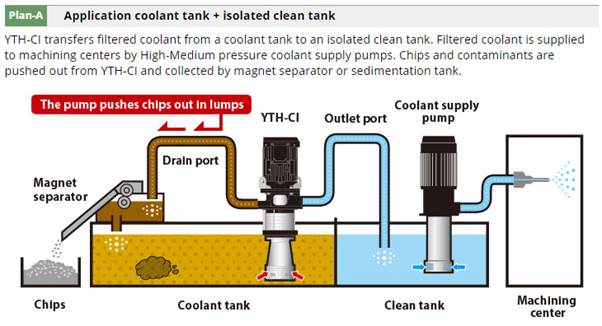 Plan-A Application coolant tank + isolated clean tank
YTH-CI transfers filtered coolant from a coolant tank to an isolated clean tank. Filtered coolant is supplied
to machining centers by High-Medium pressure coolant supply pumps. Chips and contaminants are
pushed out from YTH-CI and collected by magnet separator or sedimentation tank.
The pump pushes chips out in lumps
YTH-CI
Outlet port
Coolant supply
pump
Drain port
Magnet
separator
Chips
Coolant tank
Clean tank
Machining
center